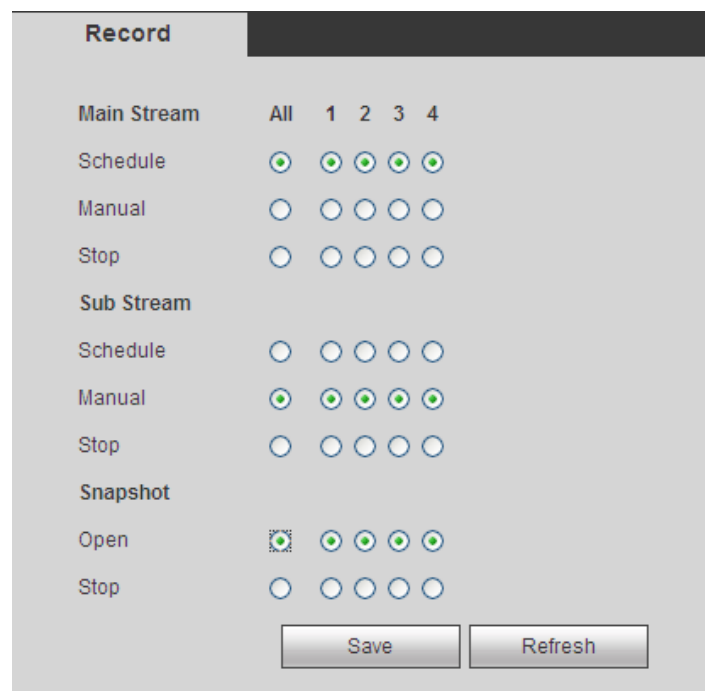 Record
Main Stream All 1 2 3 4
Schedule
Manual
Stop
Sub Stream
Schedule
Manual
Stop
Snapshot
Open
Stop
Save Refresh